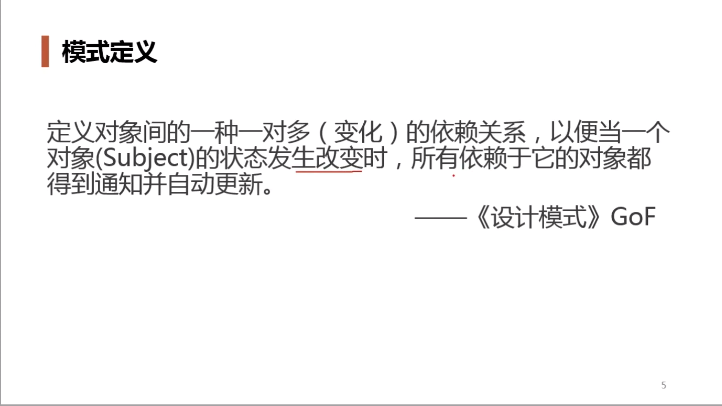 模式定义
定义对象间的一种一对多（变化）的依赖关系，以便当一个
对象(Subject)的状态发生改变时，所有依赖于它的对象都
得到通知并自动更新。
——《设计模式》GoF
5